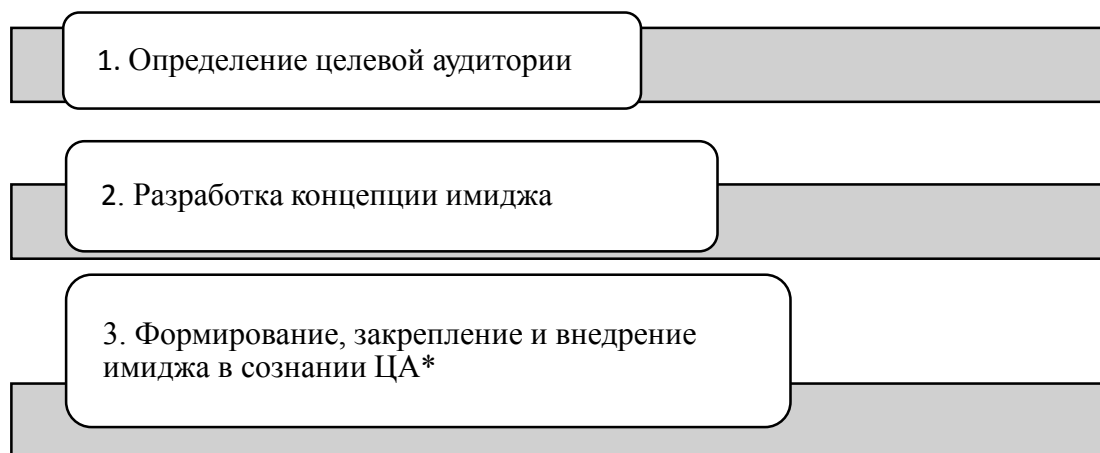 1. Определение целевой аудитории
2. Разработка концепции имиджа
3. Формирование, закрепление и внедрение
имиджа в сознании ЦА*